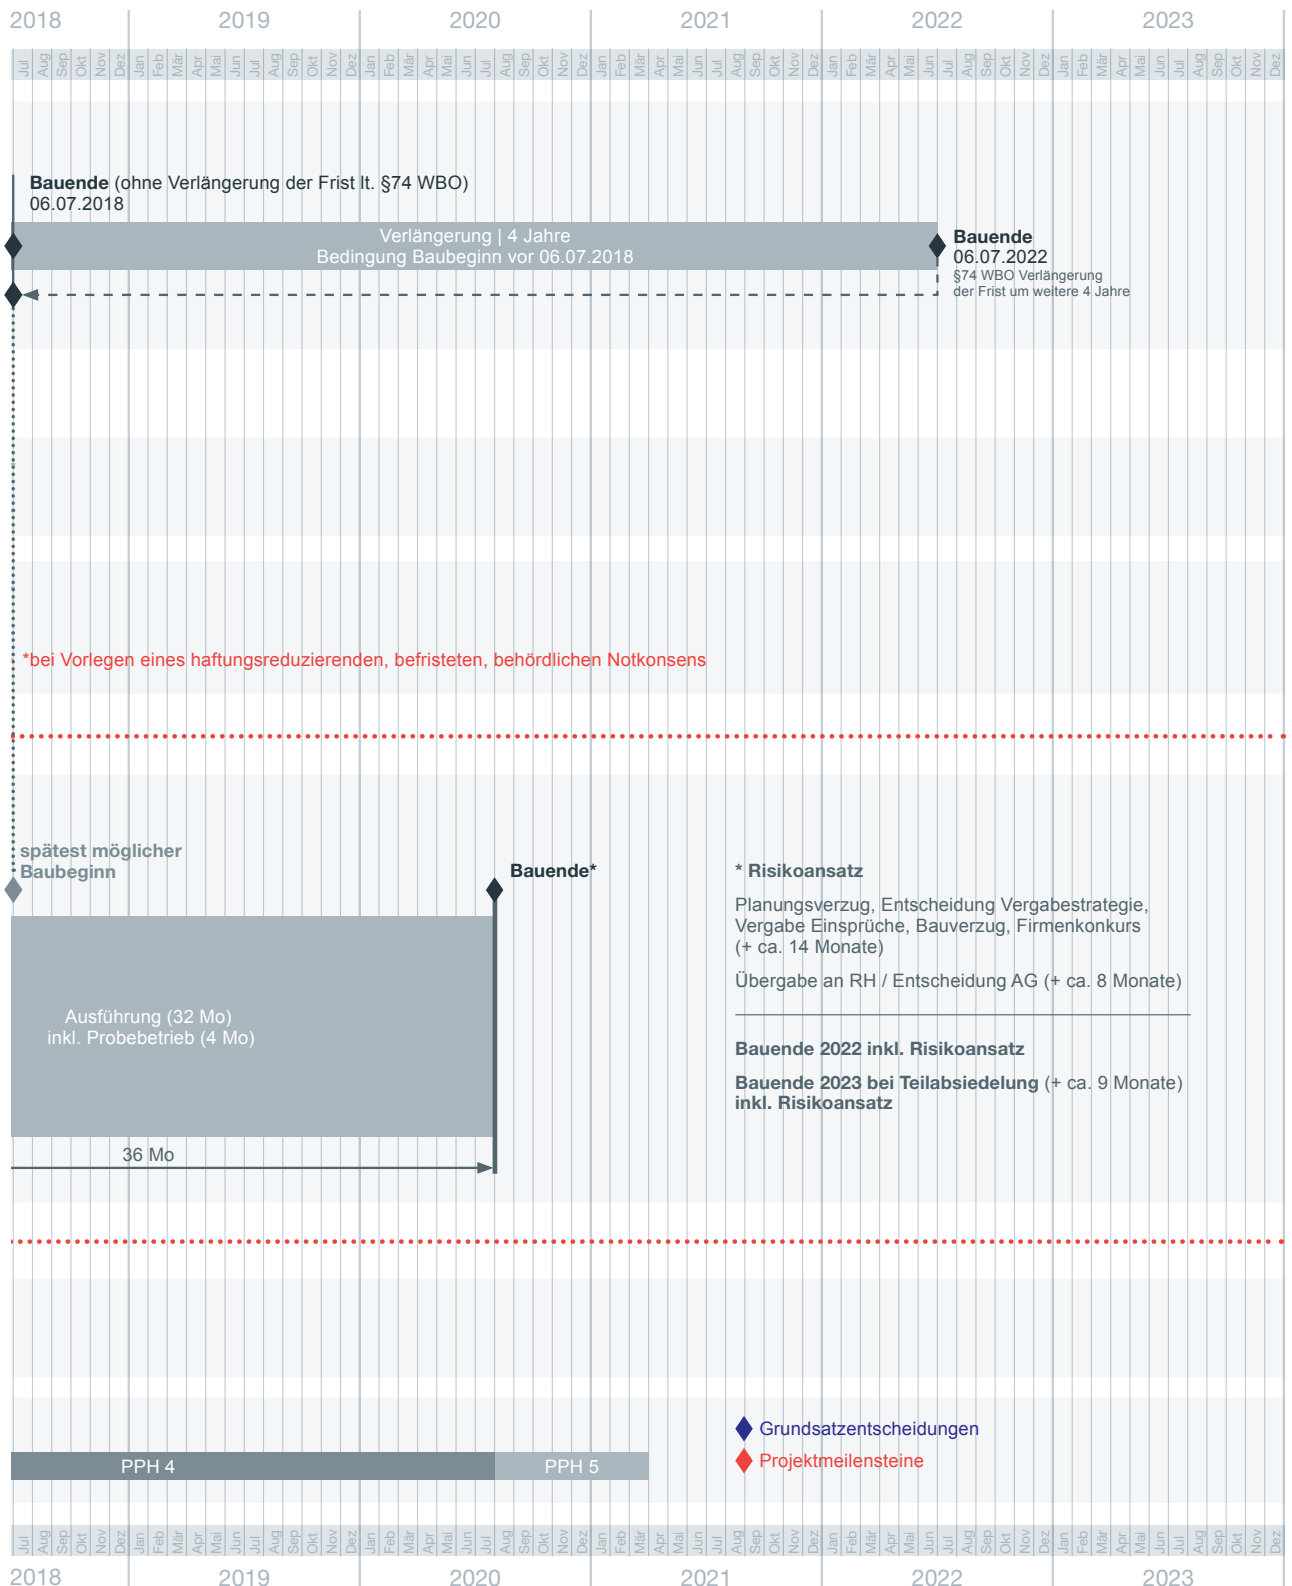 2018 2019 2020 2021 2022 2023
Jul Aug Sep Okt Nov Dez Jan Feb Mär Apr Mai Jun Jul Aug Sep Okt Nov Dez Jan Feb Mär Apr Mai Jun Jul Aug Sep Okt Nov Dez Jan Feb Mär Apr Mai Jun Jul Aug Sep Okt Nov Dez Jan Feb Mär Apr Mai Jun Jul Aug Sep Okt Nov Dez Jan Feb Mär Apr Mai Jun Jul Aug Sep Okt Nov Dez
Bauende (ohne Verlängerung der Frist lt. §74 WBO)
06.07.2018
Verlängerung | 4 Jahre
Bedingung Baubeginn vor 06.07.2018
Bauende
06.07.2022
§74 WBO Verlängerung
der Frist um weitere 4 Jahre
*bei Vorlegen eines haftungsreduzierenden, befristeten, behördlichen Notkonsens
spätest möglicher
Baubeginn
Bauende*
Ausführung (32 Mo)
inkl. Probebetrieb (4 Mo)
36 Mo
* Risikoansatz
Planungsverzug, Entscheidung Vergabestrategie,
Vergabe Einsprüche, Bauverzug, Firmenkonkurs
(+ ca. 14 Monate)
Übergabe an RH / Entscheidung AG (+ ca. 8 Monate)
Bauende 2022 inkl. Risikoansatz
Bauende 2023 bei Teilabsiedelung (+ ca. 9 Monate)
inkl. Risikoansatz
Grundsatzentscheidungen
Projektmeilensteine
PPH 4 PPH 5
Jul Aug Sep Okt Nov Dez Jan Feb Mär Apr Mai Jun Jul Aug Sep Okt Nov Dez Jan Feb Mär Apr Mai Jun Jul Aug Sep Okt Nov Dez Jan Feb Mär Apr Mai Jun Jul Aug Sep Okt Nov Dez Jan Feb Mär Apr Mai Jun Jul Aug Sep Okt Nov Dez Jan Feb Mär Apr Mai Jun Jul Aug Sep Okt Nov Dez
2018 2019 2020 2021 2022 2023